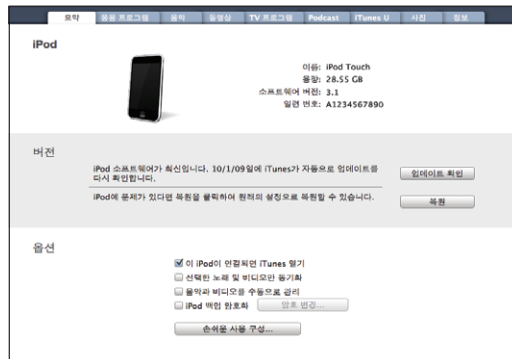 요약 응용 프로그램 음악 동영상 TV 프로그램 Podcast iTunes U 사진 정보
iPod
이름: iPod Touch
용량: 28.55 GB
소프트웨어 버전: 3.1
일련 번호: A1234567890
버전
iPod 소프트웨어가 최신입니다. 10/1/09일에 iTunes가 자동으로 업데이트를
다시 확인합니다.
업데이트 확인
iPod에 문제가 있다면 복원을 클릭하여 원래의 설정으로 복원할 수 있습니다.
복원
옵션
이 iPod이 연결되면 iTunes 열기
선택한 노래 및 비디오만 동기화
음악과 비디오를 수동으로 관리
iPod 백업 암호화 암호 변경...
손쉬운 사용 구성...